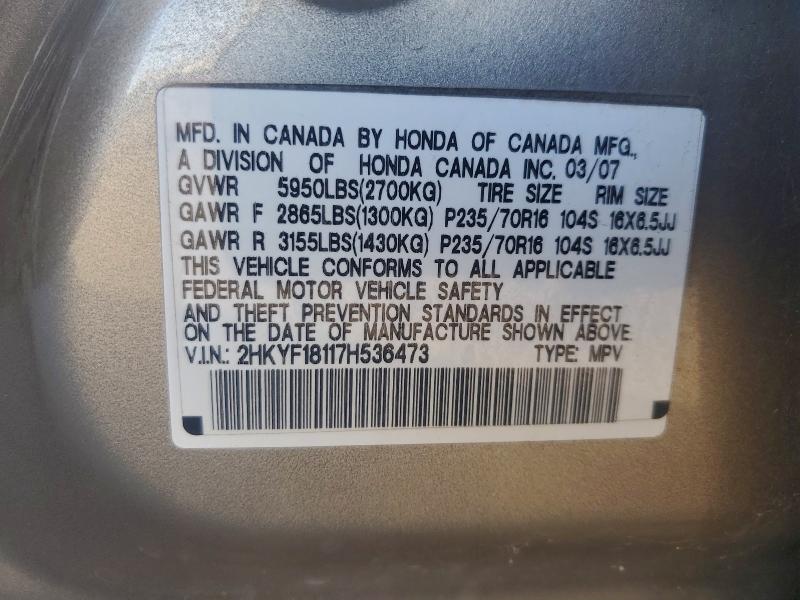 MFD. IN CANADA BY HONDA OF CANADA MFG.,
A DIVISION OF HONDA CANADA INC. 03/07
GVWR 5950LBS(2700KG) TIRE SIZE RIM SIZE
GAWR F 2865LBS(1300KG) P235/70R16 104S 16X6.5JJ
GAWR R 3155LBS(1430KG) P235/70R16 104S 16X6.5JJ
THIS VEHICLE CONFORMS TO ALL APPLICABLE
FEDERAL MOTOR VEHICLE SAFETY
AND THEFT PREVENTION STANDARDS IN EFFECT
ON THE DATE OF MANUFACTURE SHOWN ABOVE.
V.I.N.: 2HKYF18117H536473 TYPE: MPV